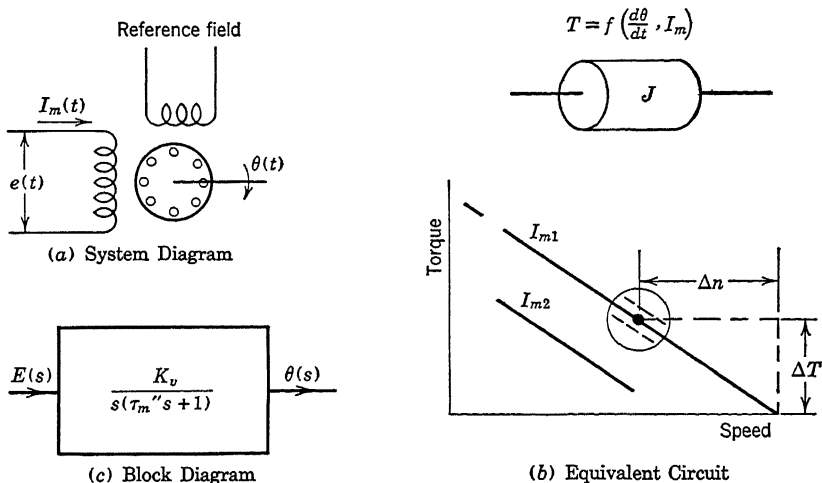 Reference field
I_m(t)
e(t)
θ(t)
(a) System Diagram
E(s)
K_v
s(τ_m''s + 1)
θ(s)
(c) Block Diagram
T = f(dθ/dt, I_m)
J
Torque
I_m1
I_m2
Δn
ΔT
Speed
(b) Equivalent Circuit